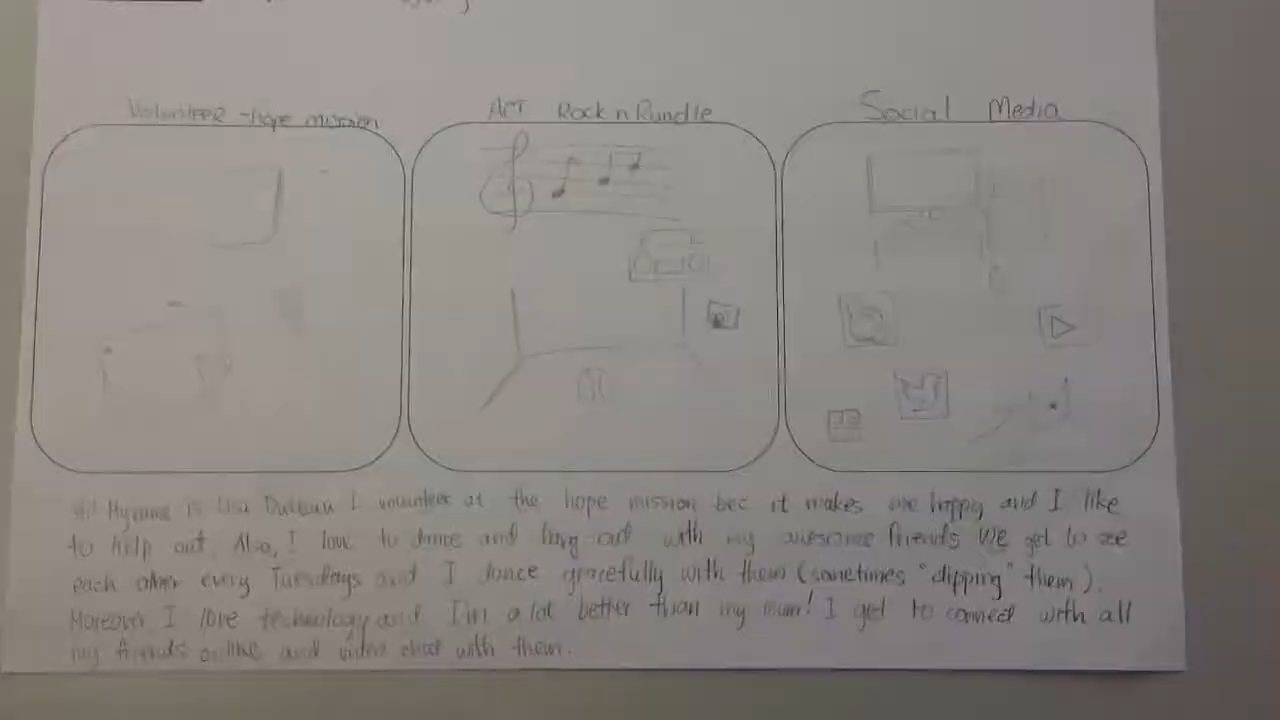 Volunteer - hope mission
ACT Rock n Rundle
Social Media
Hi! My name is Lisa I volunteer at the hope mission bec it makes me happy and I like
to help out. Also, I love to dance and hang out with my awesome friends. We get to see
each other every Tuesdays and I dance gracefully with them (sometimes "dipping" them).
Moreover, I love technology and I'm a lot better than my mum! I get to connect with all
my friends online and video chat with them.